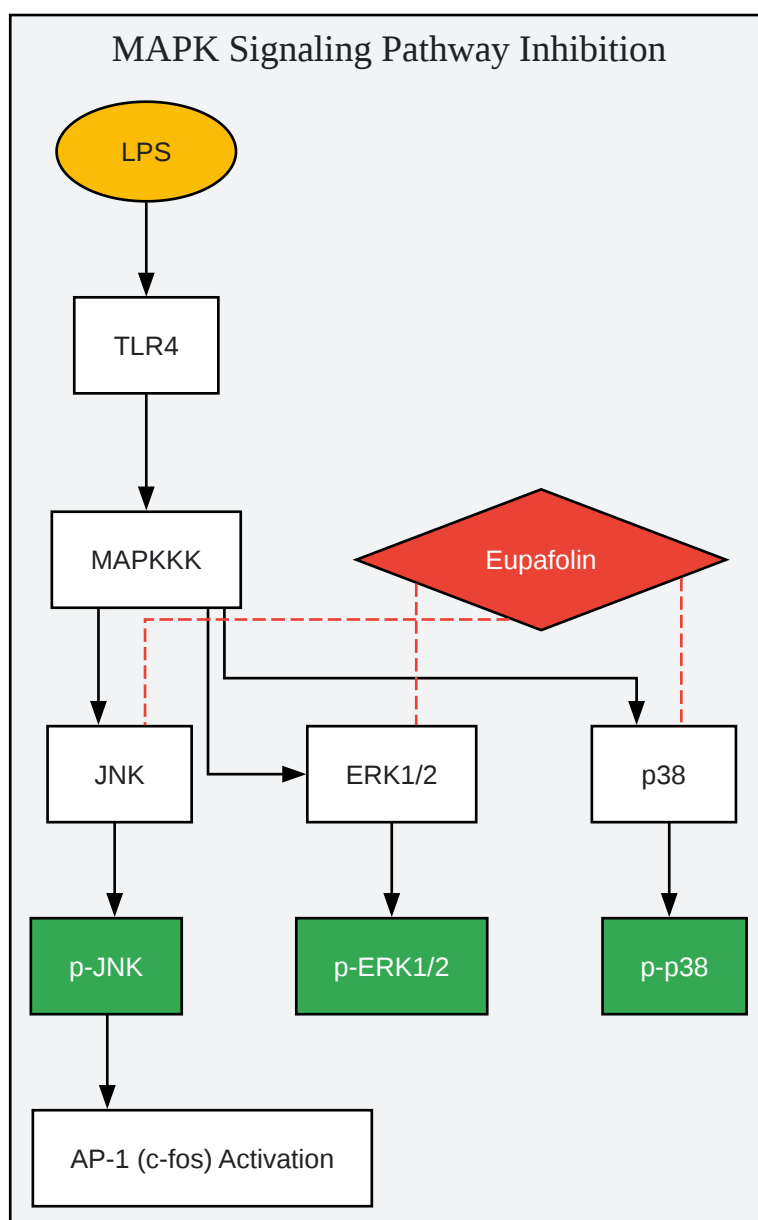 MAPK Signaling Pathway Inhibition
LPS
TLR4
MAPKKK
Eupafolin
JNK
ERK1/2
p38
p-JNK
p-ERK1/2
p-p38
AP-1 (c-fos) Activation